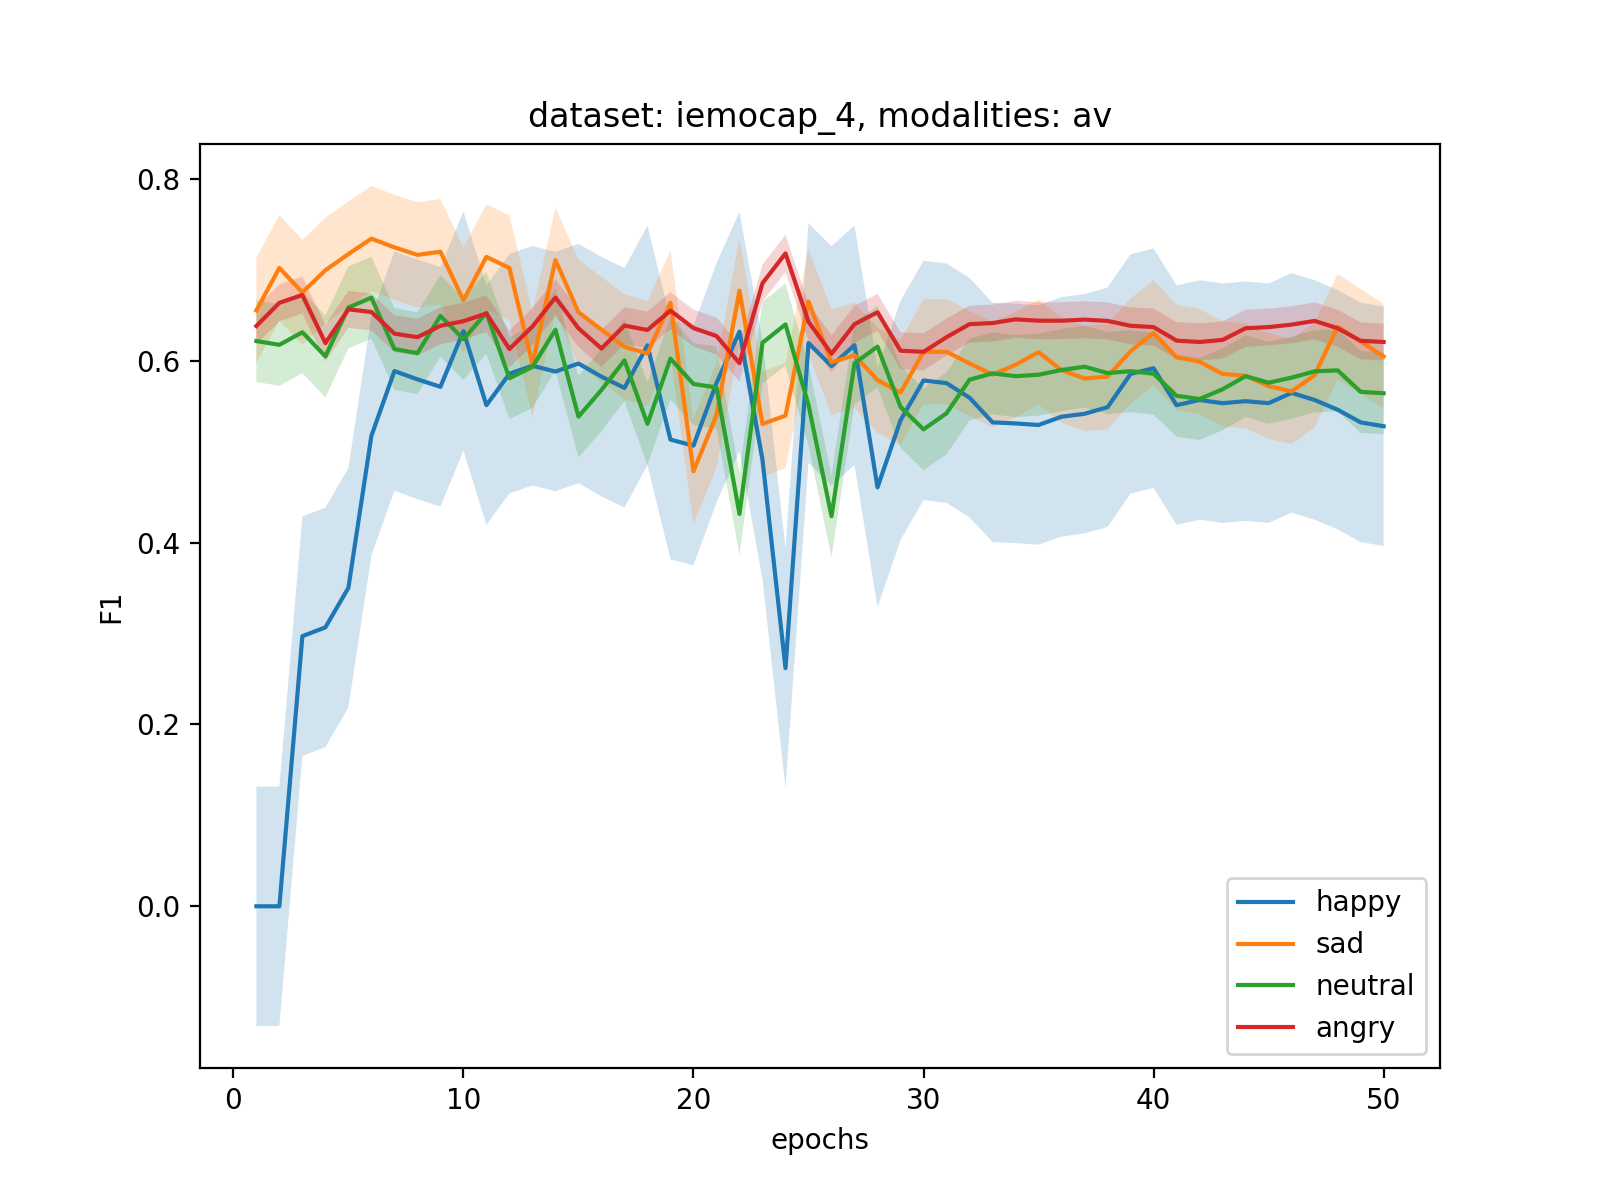 dataset: iemocap_4, modalities: av
0.8
0.6
0.4
0.2
0.0
F1
0 10 20 30 40 50
epochs
happy
sad
neutral
angry